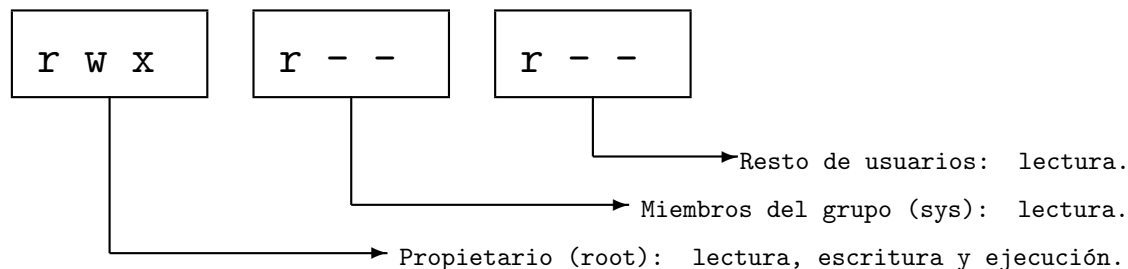 r w x
r - -
r - -
Resto de usuarios: lectura.
Miembros del grupo (sys): lectura.
Propietario (root): lectura, escritura y ejecución.